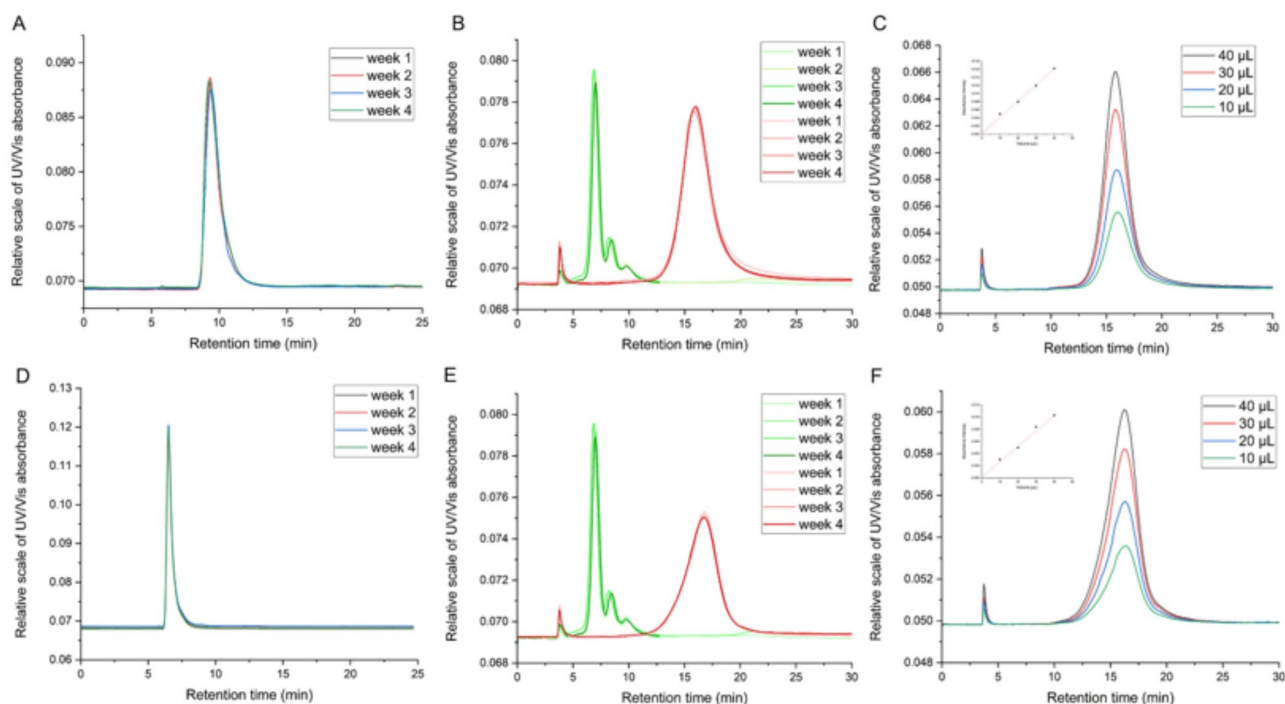 A
Relative scale of UV/Vis absorbance
0.090
0.085
0.080
0.075
0.070
0 5 10 15 20 25
Retention time (min)
week 1
week 2
week 3
week 4
B
Relative scale of UV/Vis absorbance
0.080
0.078
0.076
0.074
0.072
0.070
0.068
0 5 10 15 20 25 30
Retention time (min)
week 1
week 2
week 3
week 4
week 1
week 2
week 3
week 4
C
Relative scale of UV/Vis absorbance
0.068
0.066
0.064
0.062
0.060
0.058
0.056
0.054
0.052
0.050
0.048
0 5 10 15 20 25 30
Retention time (min)
40 µL
30 µL
20 µL
10 µL
D
Relative scale of UV/Vis absorbance
0.13
0.12
0.11
0.10
0.09
0.08
0.07
0.06
0 5 10 15 20 25
Retention time (min)
week 1
week 2
week 3
week 4
E
Relative scale of UV/Vis absorbance
0.080
0.078
0.076
0.074
0.072
0.070
0.068
0 5 10 15 20 25 30
Retention time (min)
week 1
week 2
week 3
week 4
week 1
week 2
week 3
week 4
F
Relative scale of UV/Vis absorbance
0.060
0.058
0.056
0.054
0.052
0.050
0.048
0 5 10 15 20 25 30
Retention time (min)
40 µL
30 µL
20 µL
10 µL